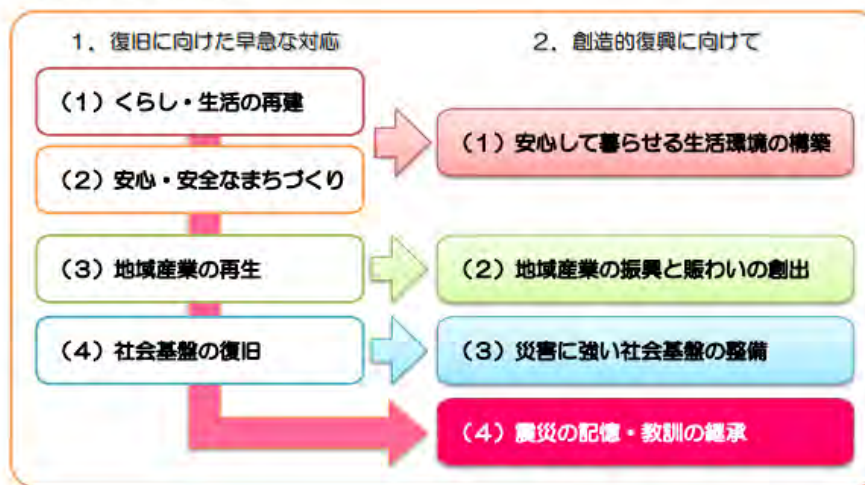 1．復旧に向けた早急な対応
（1）くらし・生活の再建
（2）安心・安全なまちづくり
（3）地域産業の再生
（4）社会基盤の復旧
2．創造的復興に向けて
（1）安心して暮らせる生活環境の構築
（2）地域産業の振興と賑わいの創出
（3）災害に強い社会基盤の整備
（4）震災の記憶・教訓の継承